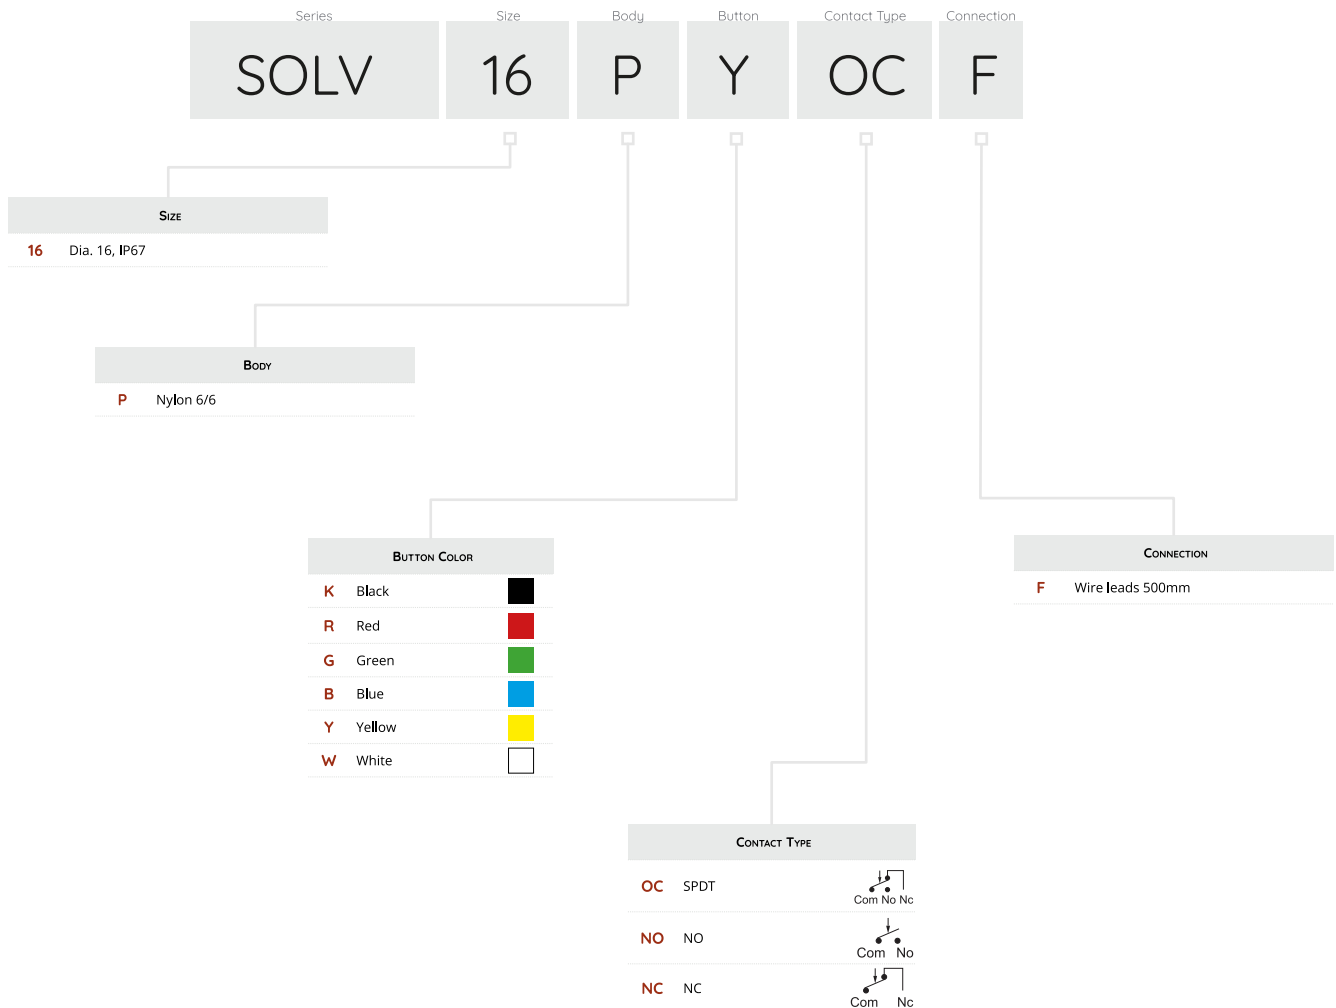 Series Size Body Button Contact Type Connection
SOLV 16 P Y OC F
Size
16 Dia. 16, IP67
Body
P Nylon 6/6
Button Color
K Black
R Red
G Green
B Blue
Y Yellow
W White
Connection
F Wire leads 500mm
Contact Type
OC SPDT
Com No Nc
NO NO
Com No
NC NC
Com Nc